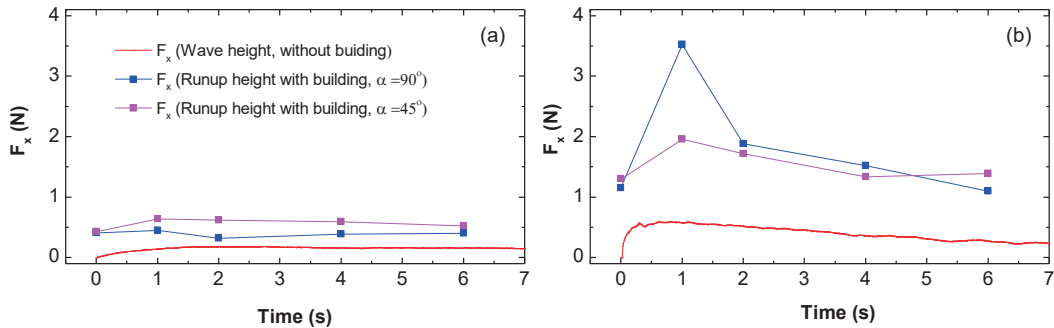 4
3
2
1
0
F_x (N)
(a)
F_x (Wave height, without buiding)
F_x (Runup height with building, α =90°)
F_x (Runup height with building, α =45°)
0 1 2 3 4 5 6 7
Time (s)
4
3
2
1
0
F_x (N)
(b)
0 1 2 3 4 5 6 7
Time (s)